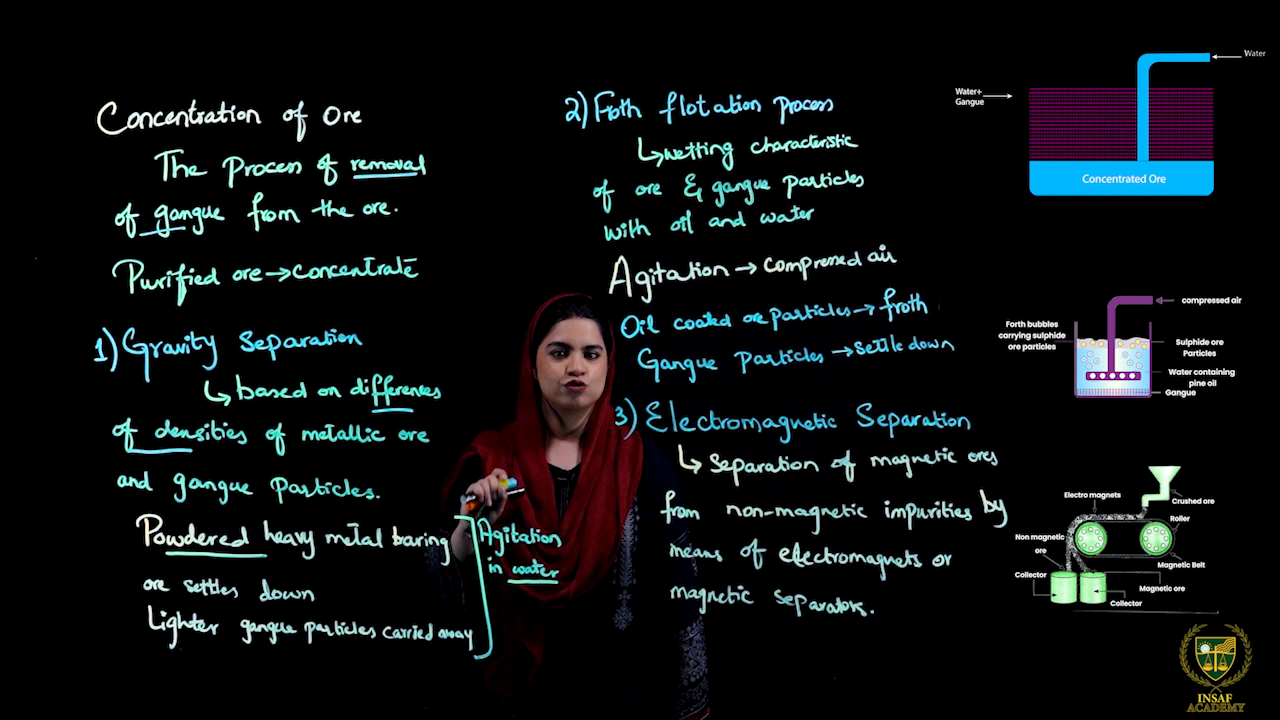 Concentration of Ore
The Process of removal
of gangue from the ore.
Purified ore → concentrate
1) Gravity Separation
↳ based on differences
of densities of metallic ore
and gangue particles.
Powdered heavy metal baring
ore settles down
Lighter gangue particles carried away
Agitation
in water
2) Froth flotation process
↳ wetting characteristic
of ore & gangue particles
with oil and water
Agitation → compressed air
Oil coated ore particles → froth
Gangue Particles → settle down
3) Electromagnetic Separation
↳ Separation of magnetic ores
from non-magnetic impurities by
means of electromagnets or
magnetic separators.
Water
Water+
Gangue
Concentrated Ore
compressed air
Forth bubbles
carrying sulphide
ore particles
Sulphide ore
Particles
Water containing
pine oil
Gangue
Electro magnets
Crushed ore
Roller
Non magnetic
ore
Magnetic Belt
Collector
Magnetic ore
Collector
INSAF
ACADEMY